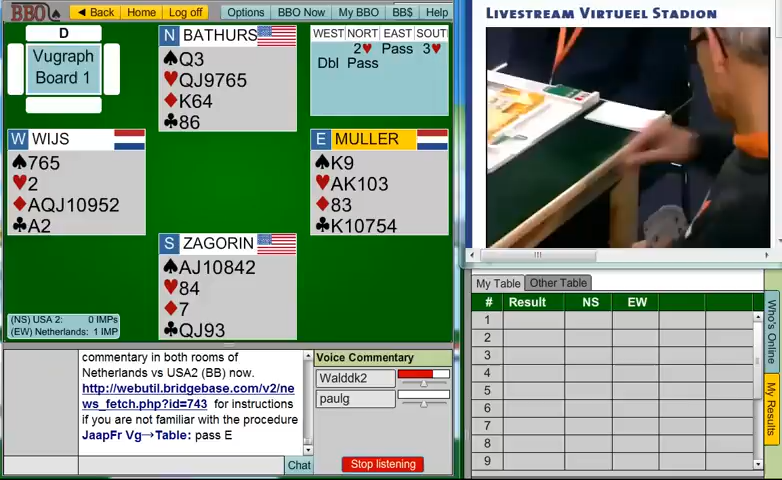 BBO Back Home Log off Options BBO Now My BBO BB$ Help
LIVESTREAM VIRTUEEL STADION
D
Vugraph
Board 1
N BATHURS
♠Q3
♥QJ9765
♦K64
♣86
WEST NORT EAST SOUT
2♥ Pass 3♥
Dbl Pass
W WIJS
♠765
♥2
♦AQJ10952
♣A2
E MULLER
♠K9
♥AK103
♦83
♣K10754
S ZAGORIN
♠AJ10842
♥84
♦7
♣QJ93
(NS) USA 2: 0 IMPs
(EW) Netherlands: 1 IMP
commentary in both rooms of
Netherlands vs USA2 (BB) now.
http://webutil.bridgebase.com/v2/ne
ws_fetch.php?id=743 for instructions
if you are not familiar with the procedure
JaapFr Vg→Table: pass E
Chat
Voice Commentary
Walddk2
paulg
Stop listening
My Table Other Table
# Result NS EW
1
2
3
4
5
6
7
8
9
Who's Online
My Results